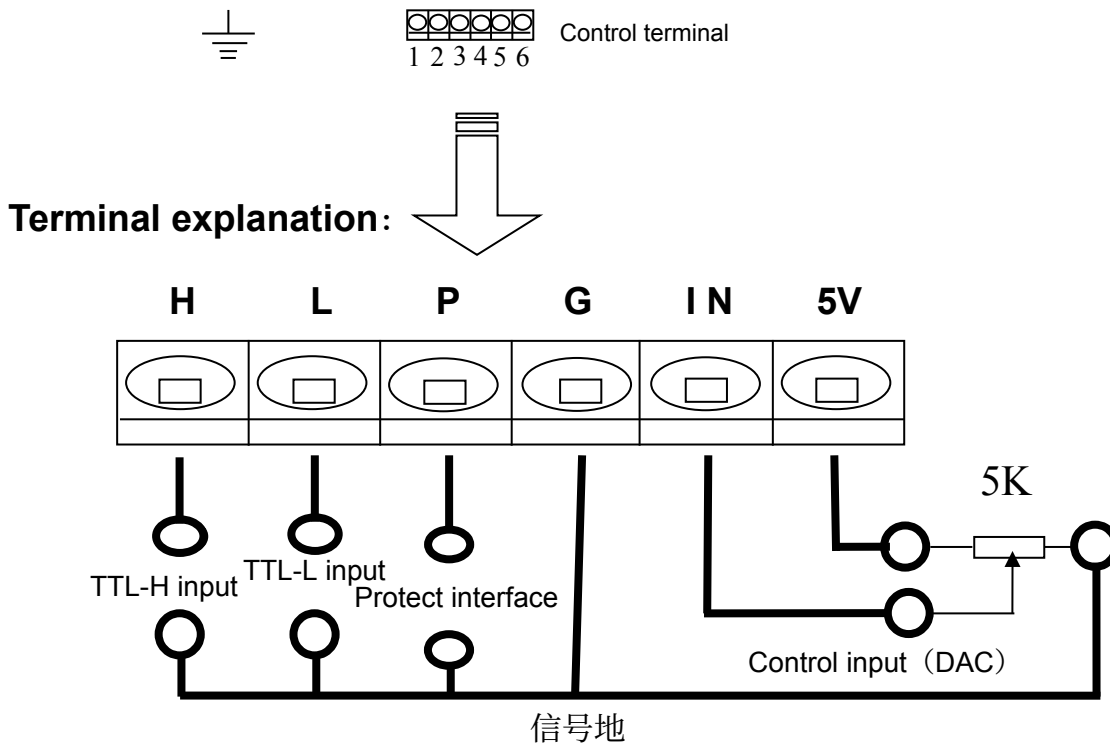 Control terminal
1 2 3 4 5 6
Terminal explanation：
H L P G I N 5V
5K
TTL-H input
TTL-L input
Protect interface
Control input（DAC）
信号地